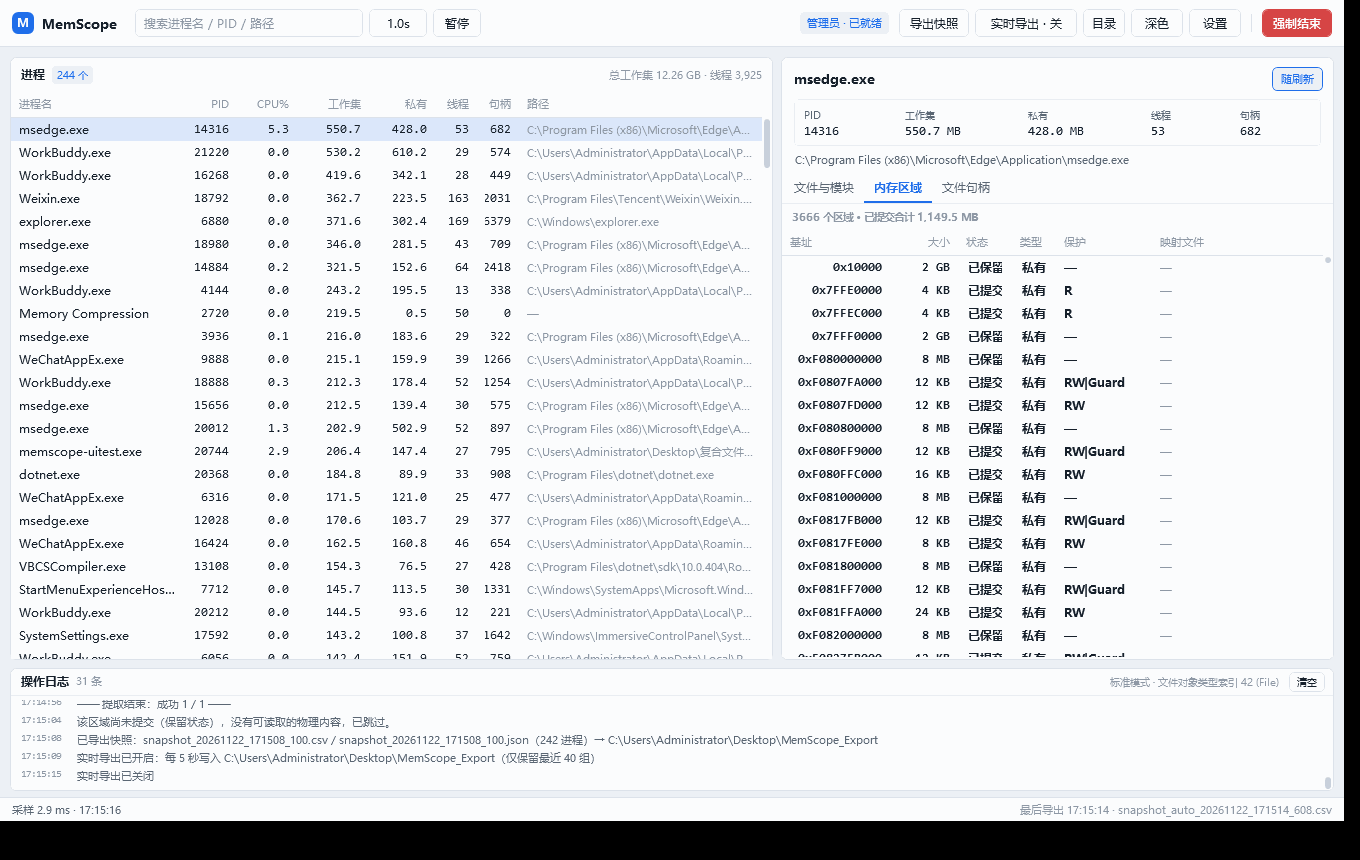 M MemScope 搜索进程名 / PID / 路径 1.0s 暂停 管理员 · 已就绪 导出快照 实时导出 · 关 目录 深色 设置 强制结束
进程 244 个 总工作集 12.26 GB · 线程 3,925
进程名 PID CPU% 工作集 私有 线程 句柄 路径
msedge.exe 14316 5.3 550.7 428.0 53 682 C:\Program Files (x86)\Microsoft\Edge\A...
WorkBuddy.exe 21220 0.0 530.2 610.2 29 574 C:\Users\Administrator\AppData\Local\P...
WorkBuddy.exe 16268 0.0 419.6 342.1 28 449 C:\Users\Administrator\AppData\Local\P...
Weixin.exe 18792 0.0 362.7 223.5 163 2031 C:\Program Files\Tencent\Weixin\Weixin....
explorer.exe 6880 0.0 371.6 302.4 169 5379 C:\Windows\explorer.exe
msedge.exe 18980 0.0 346.0 281.5 43 709 C:\Program Files (x86)\Microsoft\Edge\A...
msedge.exe 14884 0.2 321.5 152.6 64 2418 C:\Program Files (x86)\Microsoft\Edge\A...
WorkBuddy.exe 4144 0.0 243.2 195.5 13 338 C:\Users\Administrator\AppData\Local\P...
Memory Compression 2720 0.0 219.5 0.5 50 0 —
msedge.exe 3936 0.1 216.0 183.6 29 322 C:\Program Files (x86)\Microsoft\Edge\A...
WeChatAppEx.exe 9888 0.0 215.1 159.9 39 1266 C:\Users\Administrator\AppData\Roamin...
WorkBuddy.exe 18888 0.3 212.3 178.4 52 1254 C:\Users\Administrator\AppData\Local\P...
msedge.exe 15656 0.0 212.5 139.4 30 575 C:\Program Files (x86)\Microsoft\Edge\A...
msedge.exe 20012 1.3 202.9 502.9 52 897 C:\Program Files (x86)\Microsoft\Edge\A...
memscope-uitest.exe 20744 2.9 206.4 147.4 27 795 C:\Users\Administrator\Desktop\复合文件...
dotnet.exe 20368 0.0 184.8 89.9 33 908 C:\Program Files\dotnet\dotnet.exe
WeChatAppEx.exe 6316 0.0 171.5 121.0 25 477 C:\Users\Administrator\AppData\Roamin...
msedge.exe 12028 0.0 170.6 103.7 29 377 C:\Program Files (x86)\Microsoft\Edge\A...
WeChatAppEx.exe 16424 0.0 162.5 160.8 46 654 C:\Users\Administrator\AppData\Roamin...
VBCSCompiler.exe 13108 0.0 154.3 76.5 27 428 C:\Program Files\dotnet\sdk\10.0.404\Ro...
StartMenuExperienceHos... 7712 0.0 145.7 113.5 30 1331 C:\Windows\SystemApps\Microsoft.Wind...
WorkBuddy.exe 20212 0.0 144.5 93.6 12 221 C:\Users\Administrator\AppData\Local\P...
SystemSettings.exe 17592 0.0 143.2 100.8 37 1642 C:\Windows\ImmersiveControlPanel\Syst...
WorkBuddy.exe 6056 0.0 142.4 151.9 52 759 C:\Users\Administrator\AppData\Local\P...
msedge.exe 随刷新
PID 工作集 私有 线程 句柄
14316 550.7 MB 428.0 MB 53 682
C:\Program Files (x86)\Microsoft\Edge\Application\msedge.exe
文件与模块 内存区域 文件句柄
3666 个区域 • 已提交合计 1,149.5 MB
基址 大小 状态 类型 保护 映射文件
0x10000 2 GB 已保留 私有 — —
0x7FFE0000 4 KB 已提交 私有 R —
0x7FFEC000 4 KB 已提交 私有 R —
0x7FFF0000 2 GB 已保留 私有 — —
0xF080000000 8 MB 已保留 私有 — —
0xF0807FA000 12 KB 已提交 私有 RW|Guard —
0xF0807FD000 12 KB 已提交 私有 RW —
0xF080800000 8 MB 已保留 私有 — —
0xF080FF9000 12 KB 已提交 私有 RW|Guard —
0xF080FFC000 16 KB 已提交 私有 RW —
0xF081000000 8 MB 已保留 私有 — —
0xF0817FB000 12 KB 已提交 私有 RW|Guard —
0xF0817FE000 8 KB 已提交 私有 RW —
0xF081800000 8 MB 已保留 私有 — —
0xF081FF7000 12 KB 已提交 私有 RW|Guard —
0xF081FFA000 24 KB 已提交 私有 RW —
0xF082000000 8 MB 已保留 私有 — —
0xF0827FB000 12 KB 已提交 私有 RW|Guard —
操作日志 31 条 标准模式 · 文件对象类型索引 42 (File) 清空
17:14:56 —— 提取结束：成功 1 / 1 ——
17:15:04 该区域尚未提交（保留状态），没有可读取的物理内容，已跳过。
17:15:08 已导出快照：snapshot_20261122_171508_100.csv / snapshot_20261122_171508_100.json（242 进程）→ C:\Users\Administrator\Desktop\MemScope_Export
17:15:09 实时导出已开启：每 5 秒写入 C:\Users\Administrator\Desktop\MemScope_Export（仅保留最近 40 组）
17:15:15 实时导出已关闭
采样 2.9 ms · 17:15:16 最后导出 17:15:14 · snapshot_auto_20261122_171514_608.csv